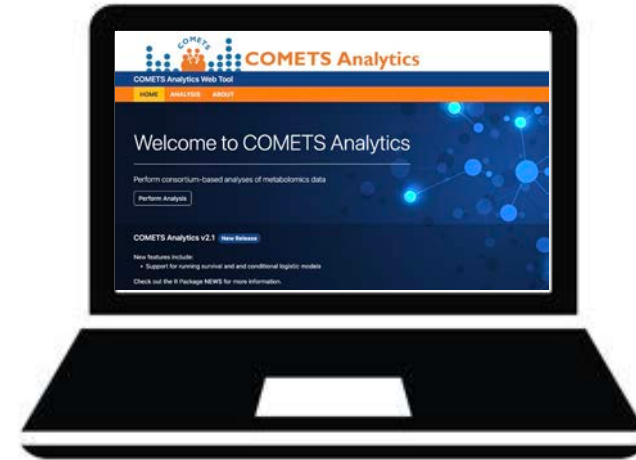 COMETS
COMETS Analytics
COMETS Analytics Web Tool
HOME ANALYSIS ABOUT
Welcome to COMETS Analytics
Perform consortium-based analyses of metabolomics data
Perform Analysis
COMETS Analytics v2.1 New Release
New features include:
• Support for running survival and and conditional logistic models
Check out the R Package NEWS for more information.